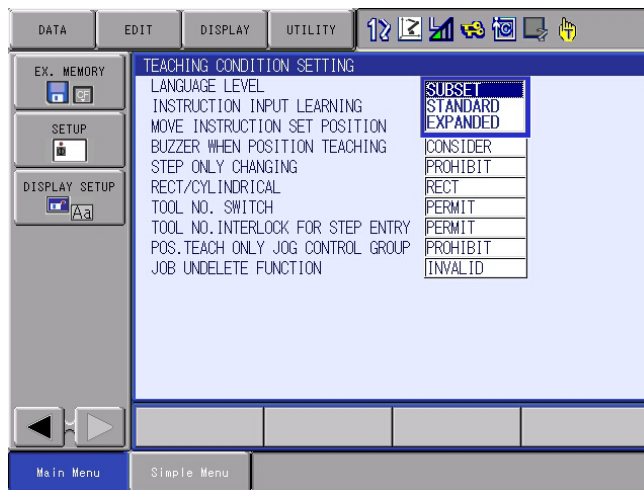 DATA EDIT DISPLAY UTILITY
EX. MEMORY
CF
SETUP
DISPLAY SETUP
Aa
TEACHING CONDITION SETTING
LANGUAGE LEVEL SUBSET
INSTRUCTION INPUT LEARNING STANDARD
MOVE INSTRUCTION SET POSITION EXPANDED
BUZZER WHEN POSITION TEACHING CONSIDER
STEP ONLY CHANGING PROHIBIT
RECT/CYLINDRICAL RECT
TOOL NO. SWITCH PERMIT
TOOL NO.INTERLOCK FOR STEP ENTRY PERMIT
POS.TEACH ONLY JOG CONTROL GROUP PROHIBIT
JOB UNDELETE FUNCTION INVALID
Main Menu Simple Menu